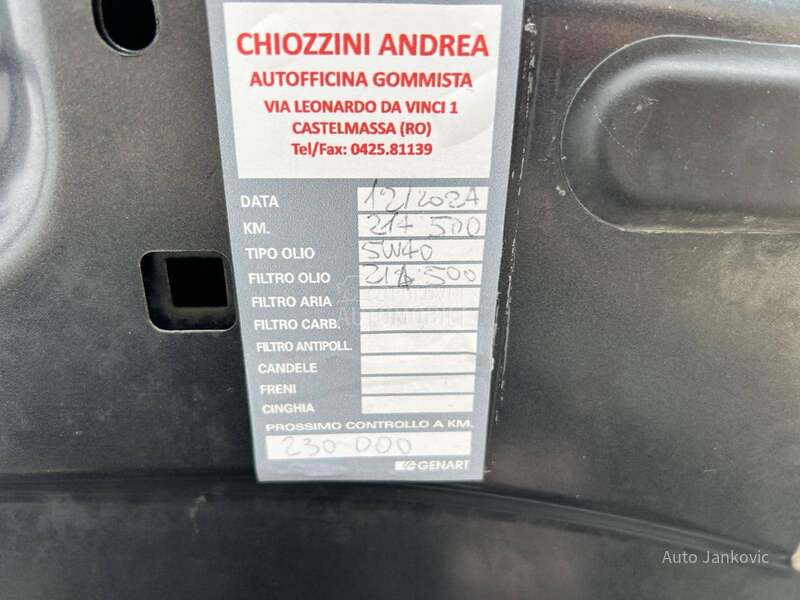 CHIOZZINI ANDREA
AUTOFFICINA GOMMISTA
VIA LEONARDO DA VINCI 1
CASTELMASSA (RO)
Tel/Fax: 0425.81139
DATA 12/2024
KM. 214 500
TIPO OLIO 5W40
FILTRO OLIO 214 500
FILTRO ARIA
FILTRO CARB.
FILTRO ANTIPOLL.
CANDELE
FRENI
CINGHIA
PROSSIMO CONTROLLO A KM.
230 000
GENART
Auto Jankovic